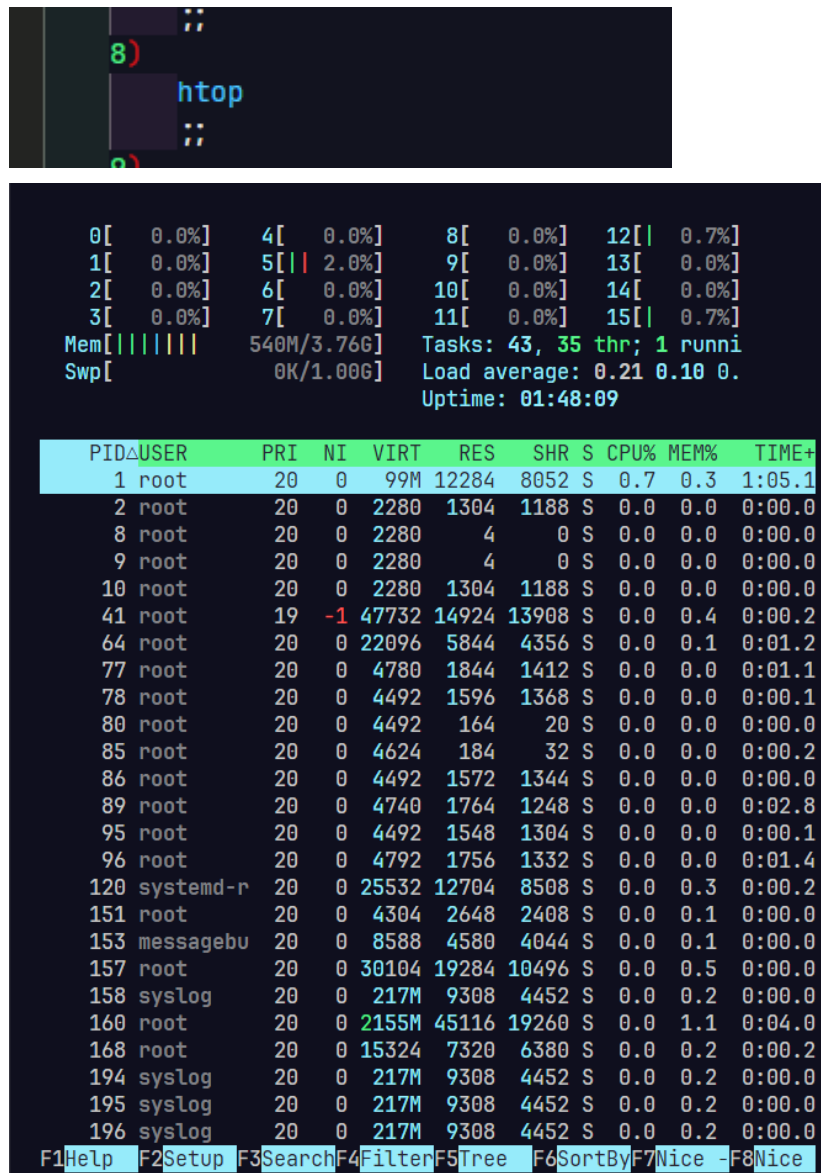 ;;
8)
htop
;;
9)
0[ 0.0%] 4[ 0.0%] 8[ 0.0%] 12[| 0.7%]
1[ 0.0%] 5[|| 2.0%] 9[ 0.0%] 13[ 0.0%]
2[ 0.0%] 6[ 0.0%] 10[ 0.0%] 14[ 0.0%]
3[ 0.0%] 7[ 0.0%] 11[ 0.0%] 15[| 0.7%]
Mem[||||||| 540M/3.76G] Tasks: 43, 35 thr; 1 runni
Swp[ 0K/1.00G] Load average: 0.21 0.10 0.
Uptime: 01:48:09
PID△USER PRI NI VIRT RES SHR S CPU% MEM% TIME+
1 root 20 0 99M 12284 8052 S 0.7 0.3 1:05.1
2 root 20 0 2280 1304 1188 S 0.0 0.0 0:00.0
8 root 20 0 2280 4 0 S 0.0 0.0 0:00.0
9 root 20 0 2280 4 0 S 0.0 0.0 0:00.0
10 root 20 0 2280 1304 1188 S 0.0 0.0 0:00.0
41 root 19 -1 47732 14924 13908 S 0.0 0.4 0:00.2
64 root 20 0 22096 5844 4356 S 0.0 0.1 0:01.2
77 root 20 0 4780 1844 1412 S 0.0 0.0 0:01.1
78 root 20 0 4492 1596 1368 S 0.0 0.0 0:00.1
80 root 20 0 4492 164 20 S 0.0 0.0 0:00.0
85 root 20 0 4624 184 32 S 0.0 0.0 0:00.2
86 root 20 0 4492 1572 1344 S 0.0 0.0 0:00.0
89 root 20 0 4740 1764 1248 S 0.0 0.0 0:02.8
95 root 20 0 4492 1548 1304 S 0.0 0.0 0:00.1
96 root 20 0 4792 1756 1332 S 0.0 0.0 0:01.4
120 systemd-r 20 0 25532 12704 8508 S 0.0 0.3 0:00.2
151 root 20 0 4304 2648 2408 S 0.0 0.1 0:00.0
153 messagebu 20 0 8588 4580 4044 S 0.0 0.1 0:00.0
157 root 20 0 30104 19284 10496 S 0.0 0.5 0:00.0
158 syslog 20 0 217M 9308 4452 S 0.0 0.2 0:00.0
160 root 20 0 2155M 45116 19260 S 0.0 1.1 0:04.0
168 root 20 0 15324 7320 6380 S 0.0 0.2 0:00.2
194 syslog 20 0 217M 9308 4452 S 0.0 0.2 0:00.0
195 syslog 20 0 217M 9308 4452 S 0.0 0.2 0:00.0
196 syslog 20 0 217M 9308 4452 S 0.0 0.2 0:00.0
F1Help F2Setup F3SearchF4FilterF5Tree F6SortByF7Nice -F8Nice